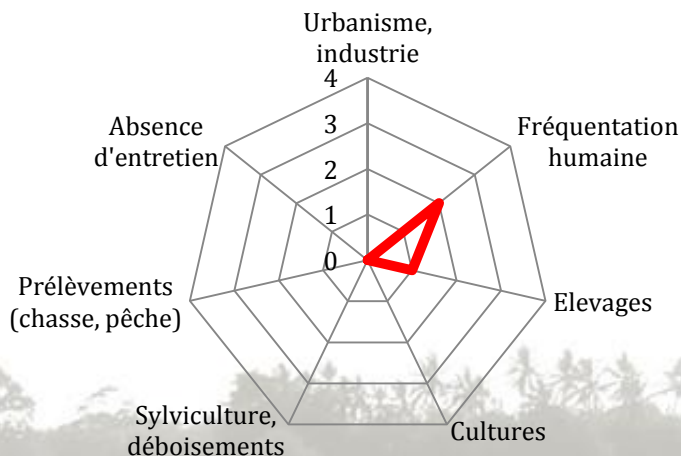 Urbanisme,
industrie
4
3
2
1
0
Absence
d'entretien
Fréquentation
humaine
Prélèvements
(chasse, pêche)
Elevages
Sylviculture,
déboisements
Cultures